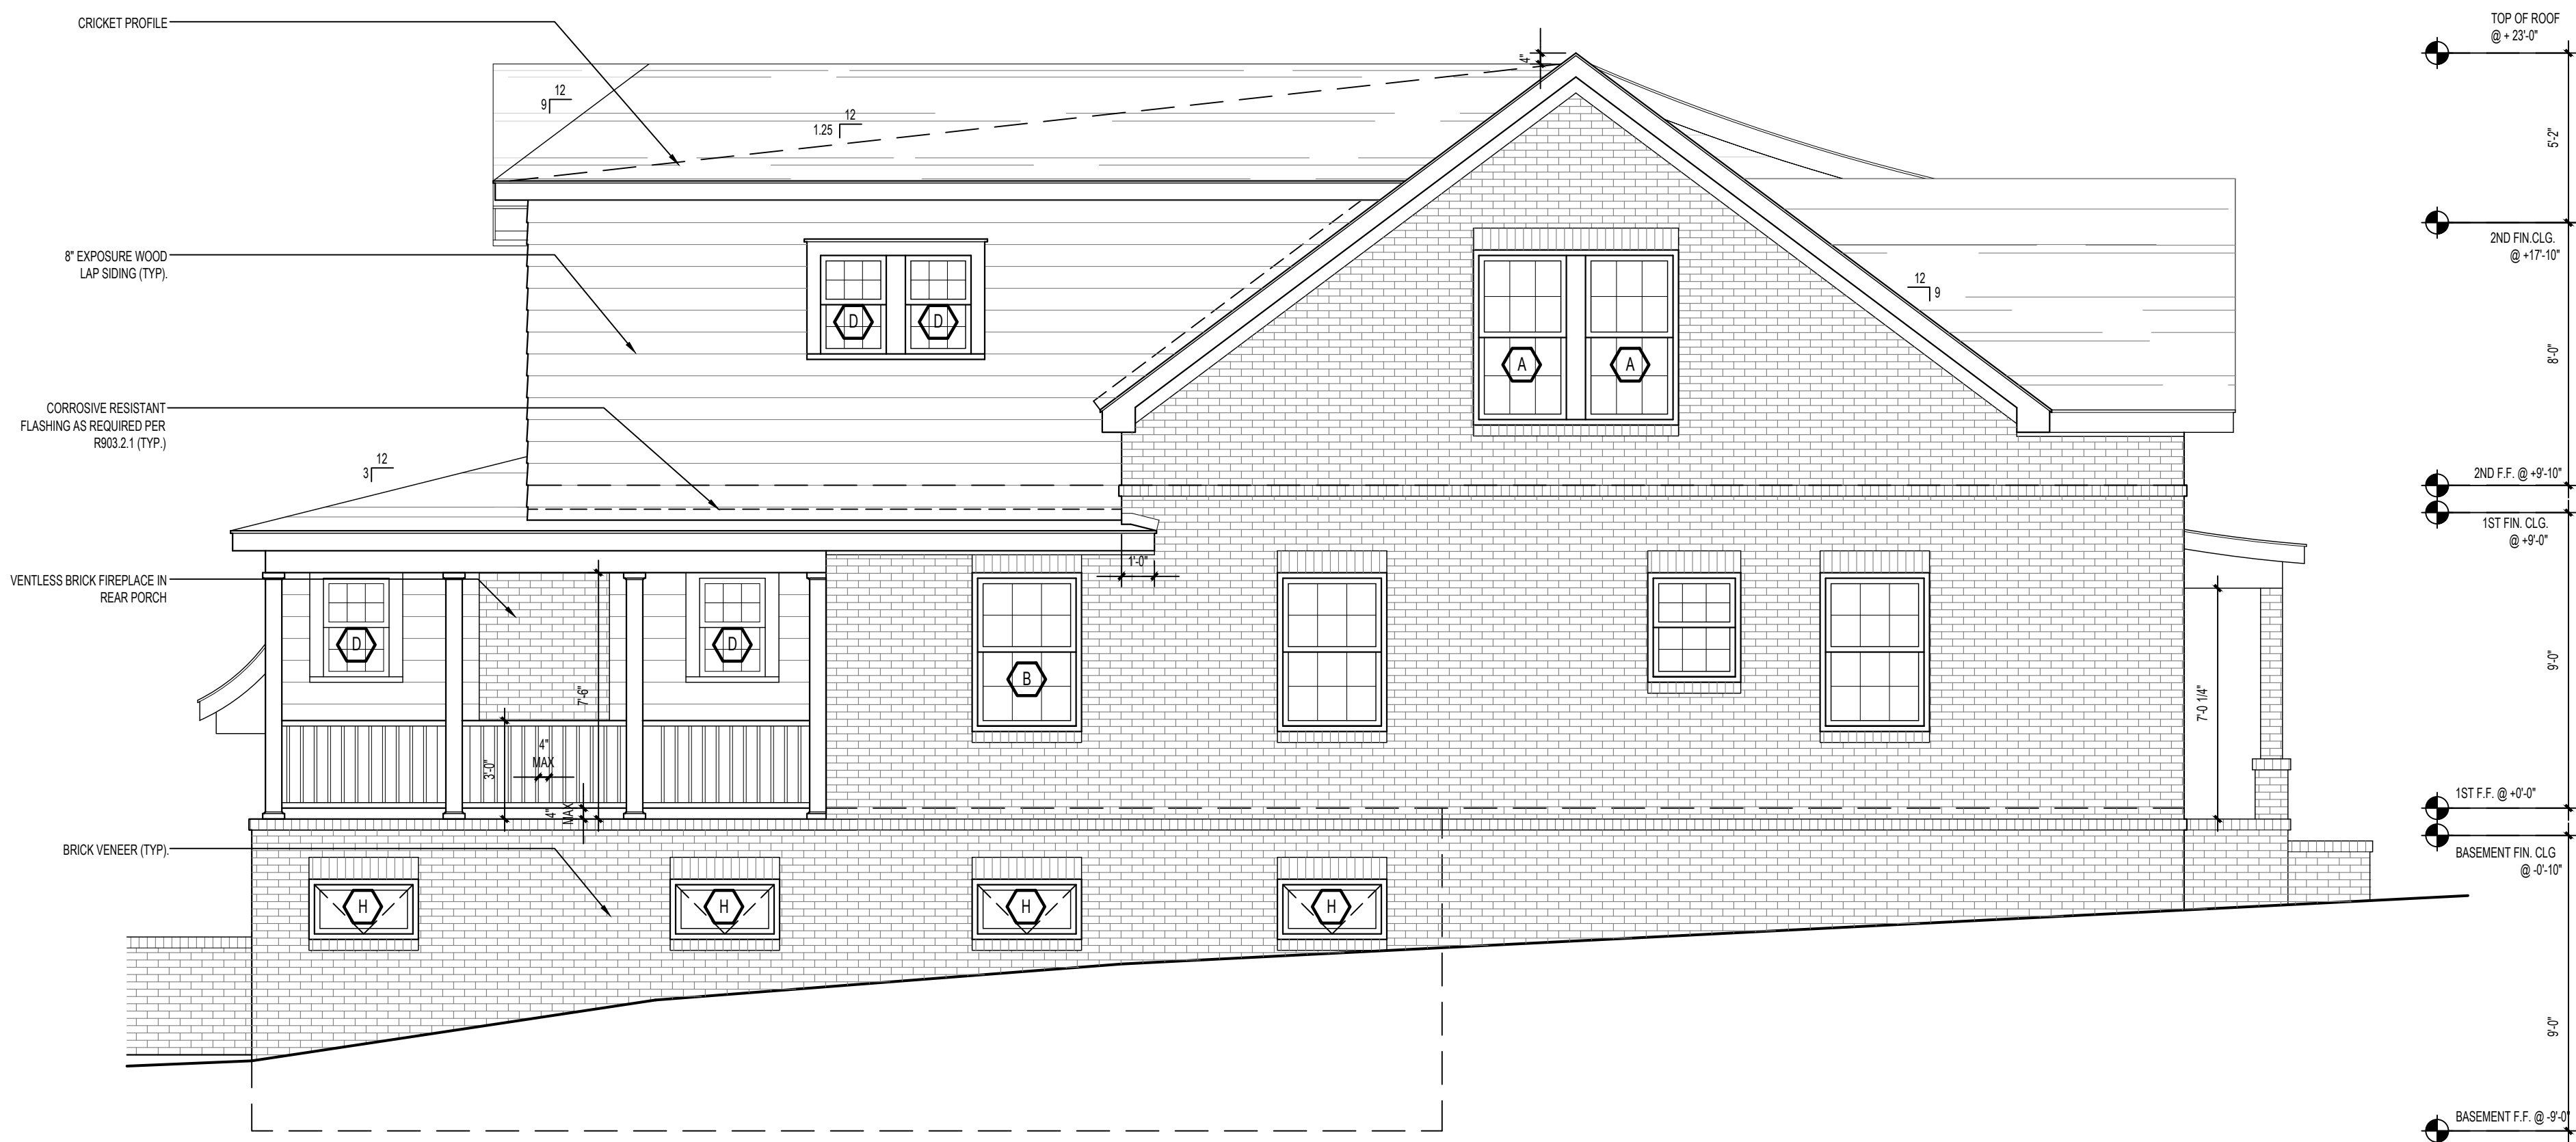 CRICKET PROFILE
TOP OF ROOF
@ + 23'-0"
4"
12
9
12
1.25
5'-2"
8" EXPOSURE WOOD
LAP SIDING (TYP).
2ND FIN.CLG.
@ +17'-10"
12
9
D
D
A
A
8'-0"
CORROSIVE RESISTANT
FLASHING AS REQUIRED PER
R903.2.1 (TYP.)
12
3
2ND F.F. @ +9'-10"
1ST FIN. CLG.
@ +9'-0"
1'-0"
VENTLESS BRICK FIREPLACE IN
REAR PORCH
D
D
B
7'-6"
9'-0"
7'-0 1/4"
3'-0"
4"
MAX
4"
MAX
1ST F.F. @ +0'-0"
BRICK VENEER (TYP).
BASEMENT FIN. CLG
@ -0'-10"
H
H
H
H
9'-0"
BASEMENT F.F. @ -9'-0"